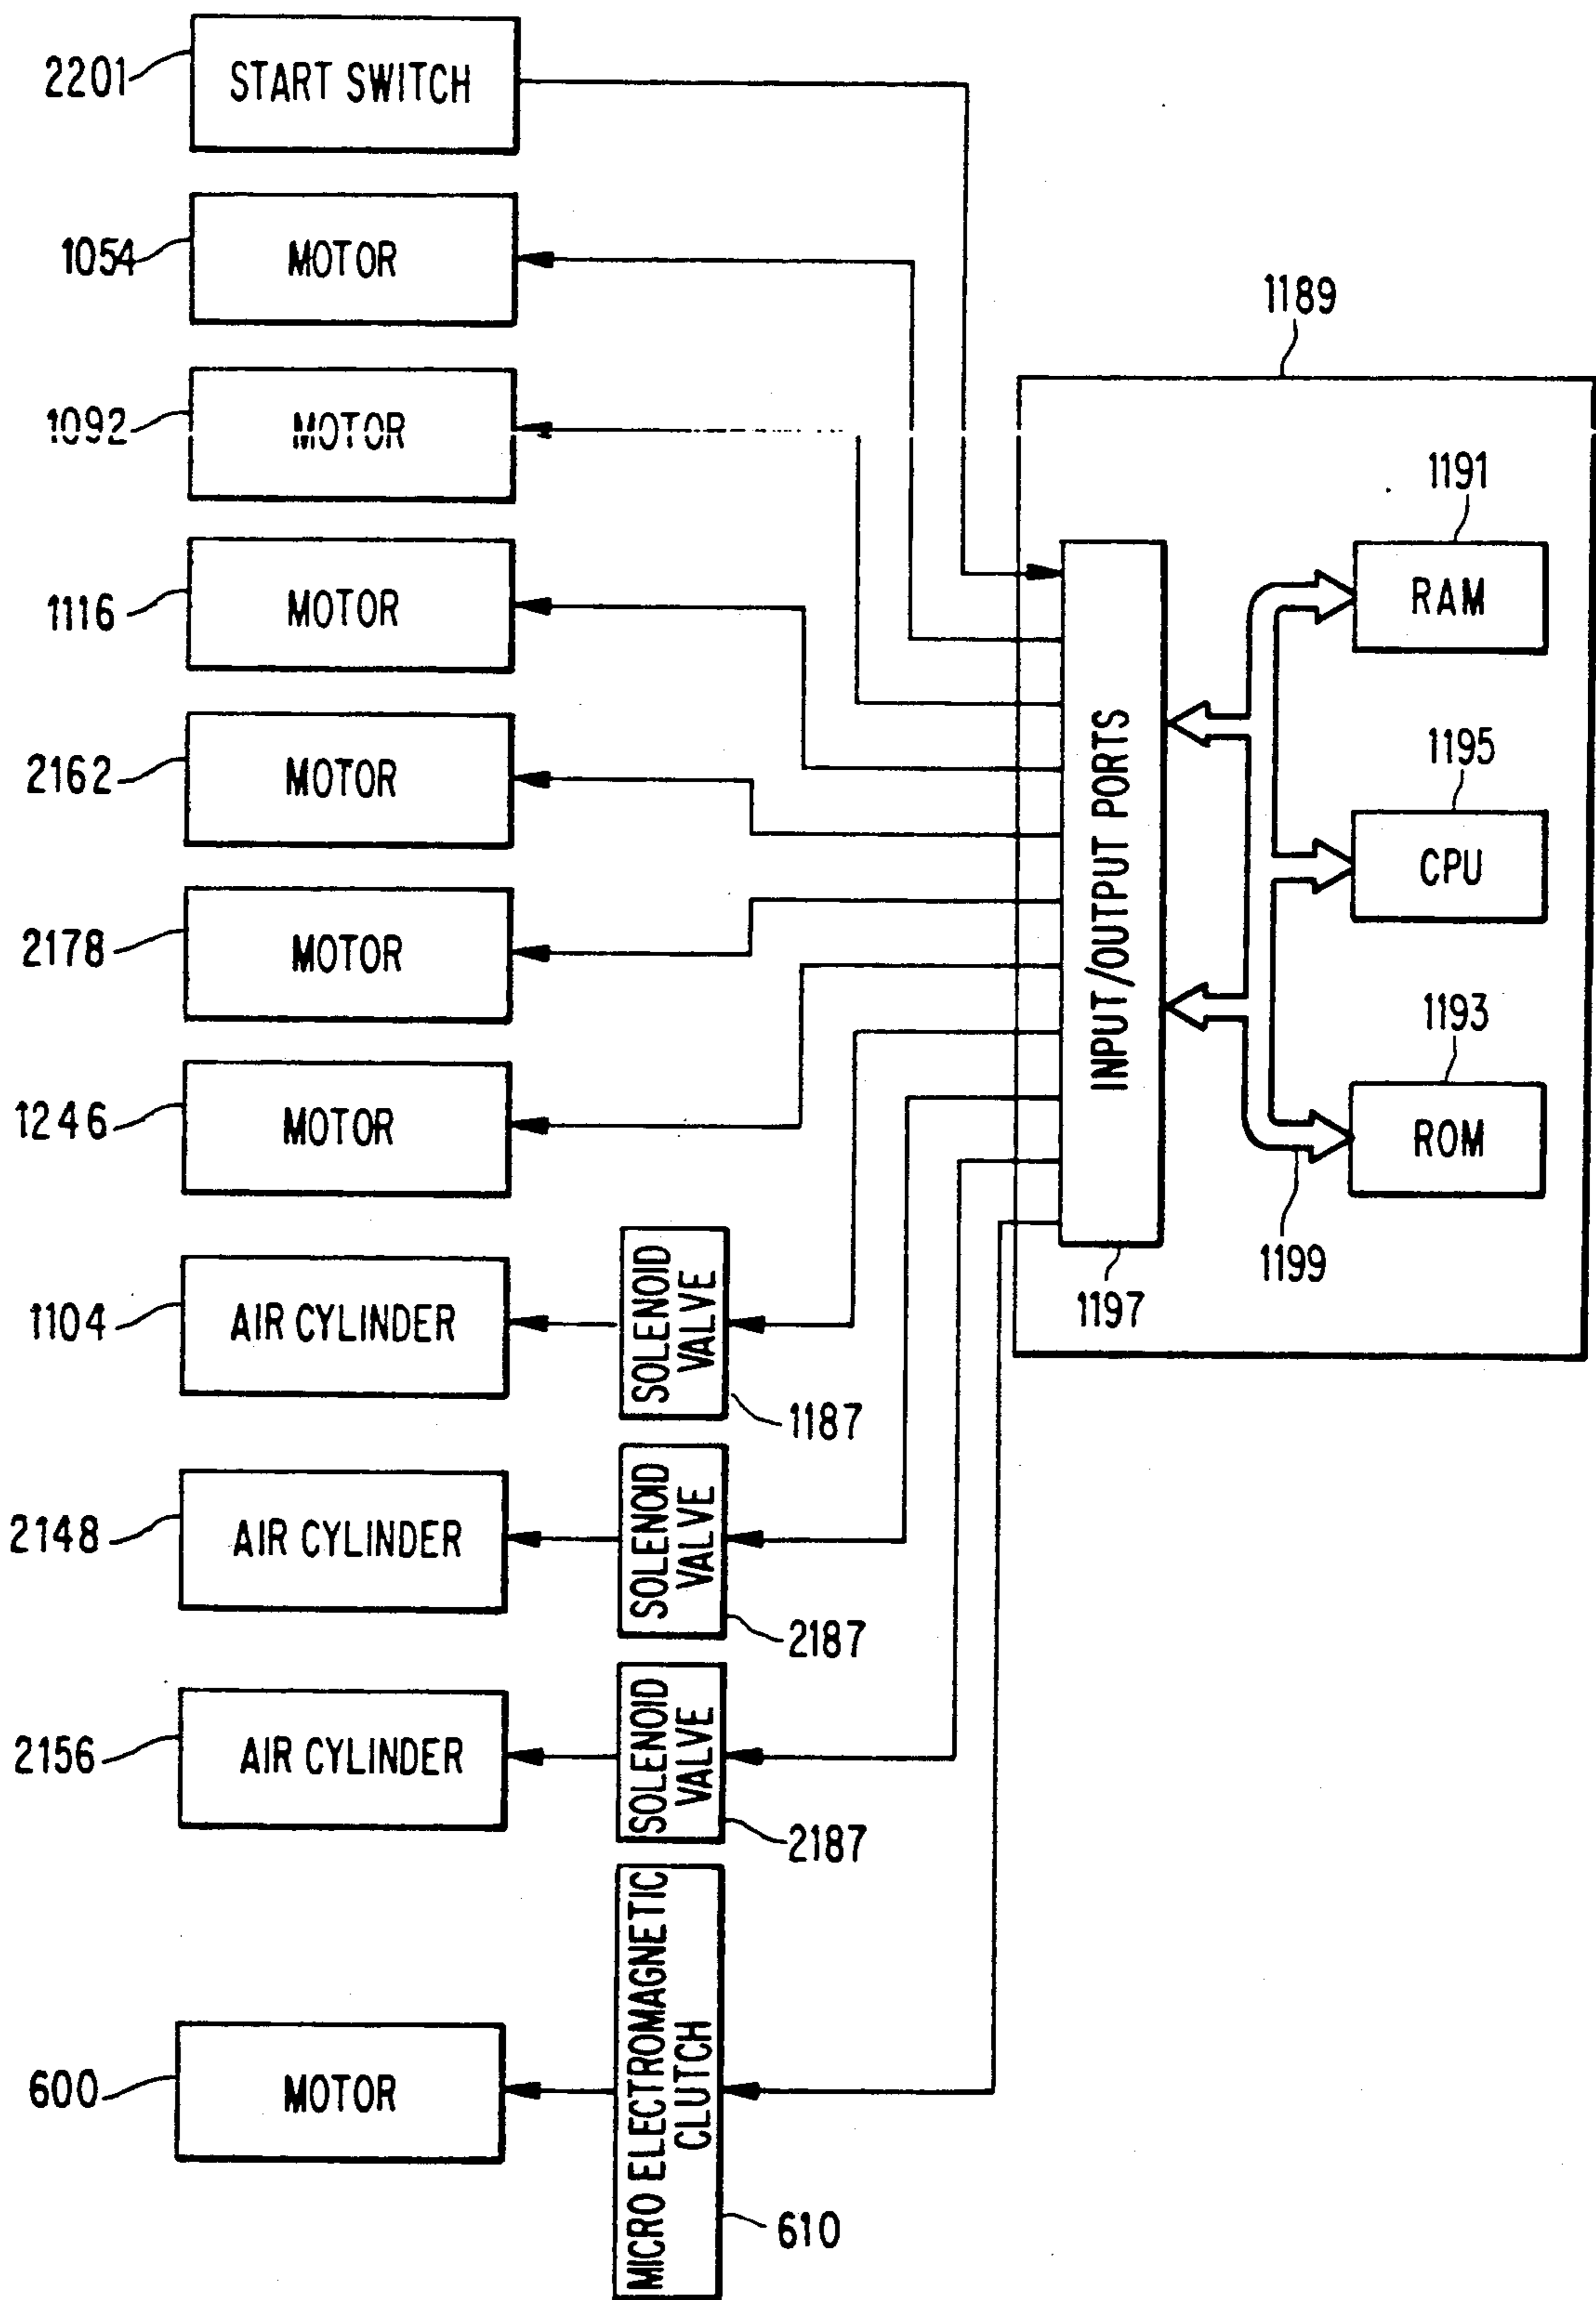 2201
START SWITCH
1054
MOTOR
1189
1092
MOTOR
1191
RAM
1116
MOTOR
2162
MOTOR
1195
CPU
INPUT/OUTPUT PORTS
2178
MOTOR
1193
ROM
1246
MOTOR
1199
1197
1104
AIR CYLINDER
SOLENOID
VALVE
1187
2148
AIR CYLINDER
SOLENOID
VALVE
2187
2156
AIR CYLINDER
SOLENOID
VALVE
2187
600
MOTOR
MICRO ELECTROMAGNETIC
CLUTCH
610